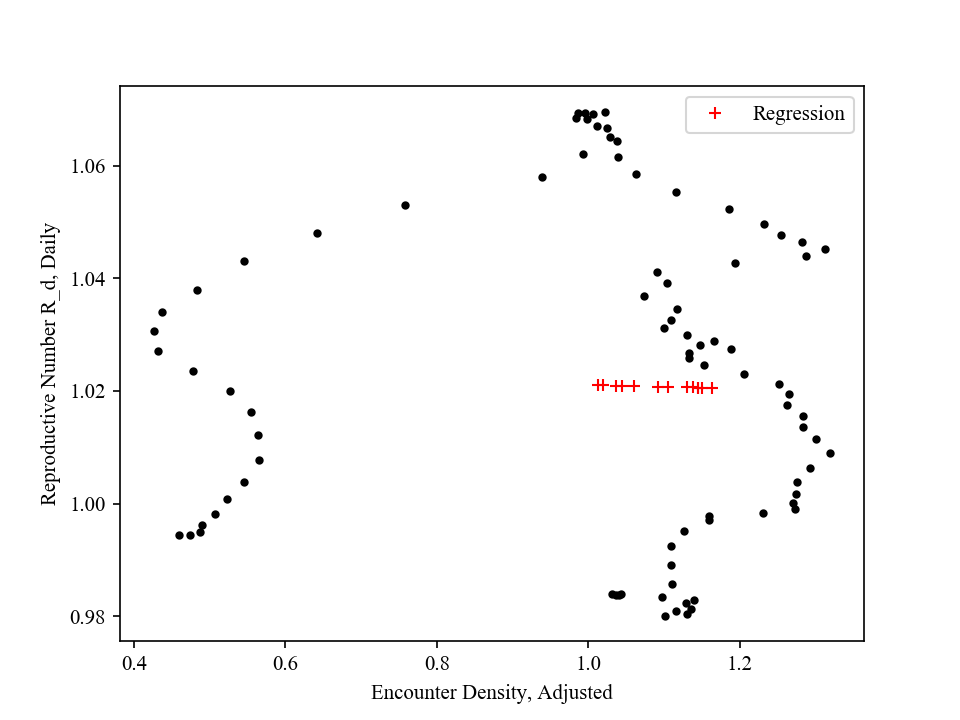 Regression
1.06
1.04
1.02
1.00
0.98
Reproductive Number R_d, Daily
0.4 0.6 0.8 1.0 1.2
Encounter Density, Adjusted